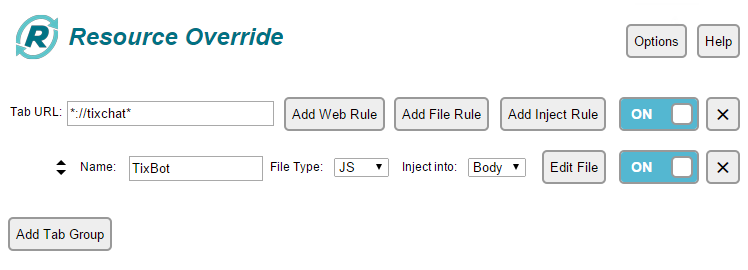 R Resource Override
Options Help
Tab URL: *://tixchat* Add Web Rule Add File Rule Add Inject Rule ON ×
Name: TixBot File Type: JS Inject into: Body Edit File ON ×
Add Tab Group